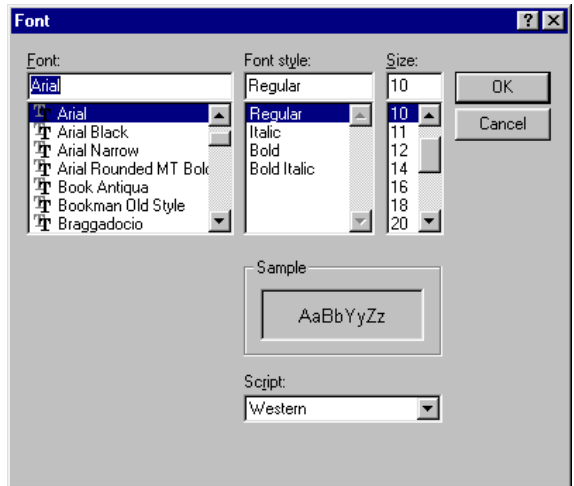 Font
Font:
Arial
Arial
Arial Black
Arial Narrow
Arial Rounded MT Bolc
Book Antiqua
Bookman Old Style
Braggadocio
Font style:
Regular
Regular
Italic
Bold
Bold Italic
Size:
10
10
11
12
14
16
18
20
OK
Cancel
Sample
AaBbYyZz
Script:
Western